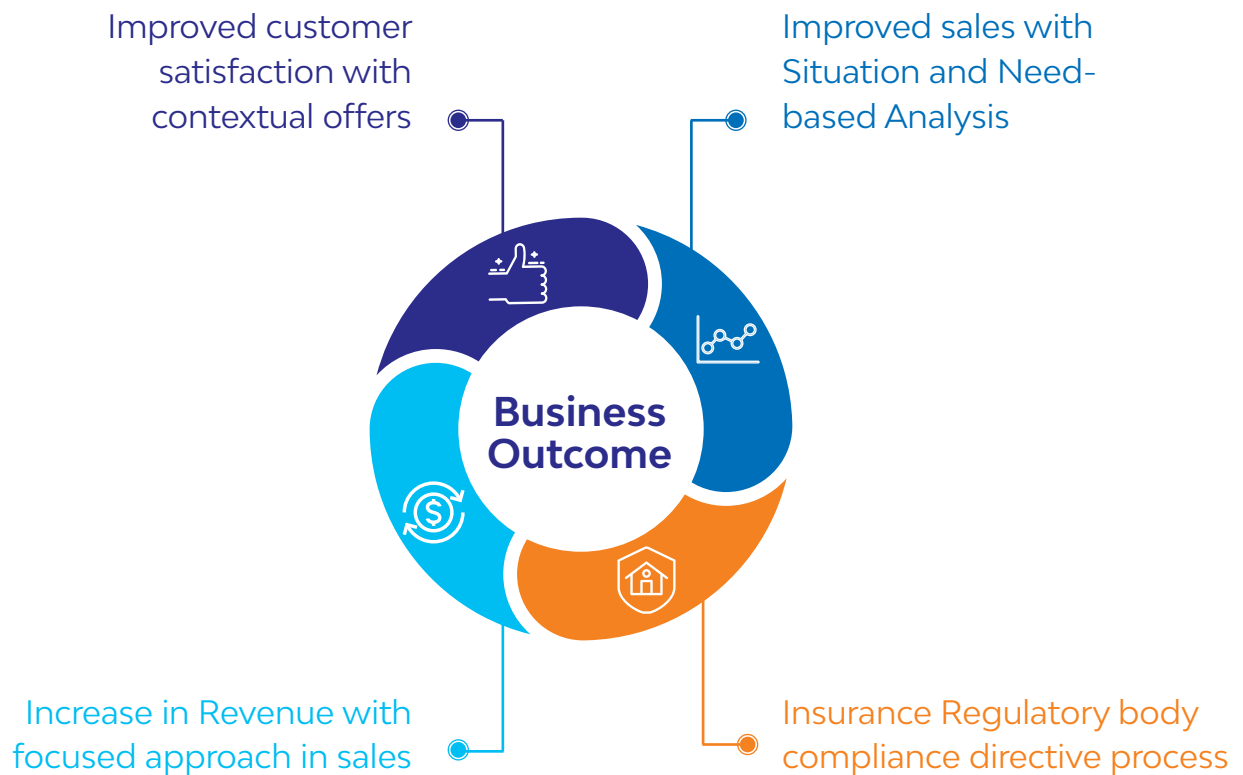 Improved customer
satisfaction with
contextual offers
Improved sales with
Situation and Need-
based Analysis
Business
Outcome
$
Increase in Revenue with
focused approach in sales
Insurance Regulatory body
compliance directive process